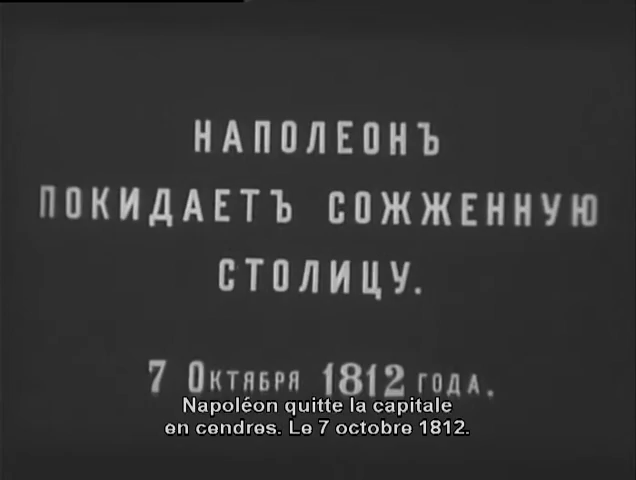 НАПОЛЕОНЪ
ПОКИДАЕТЪ СОЖЖЕННУЮ
СТОЛИЦУ.
7 ОКТЯБРЯ 1812 ГОДА.
Napoléon quitte la capitale
en cendres. Le 7 octobre 1812.